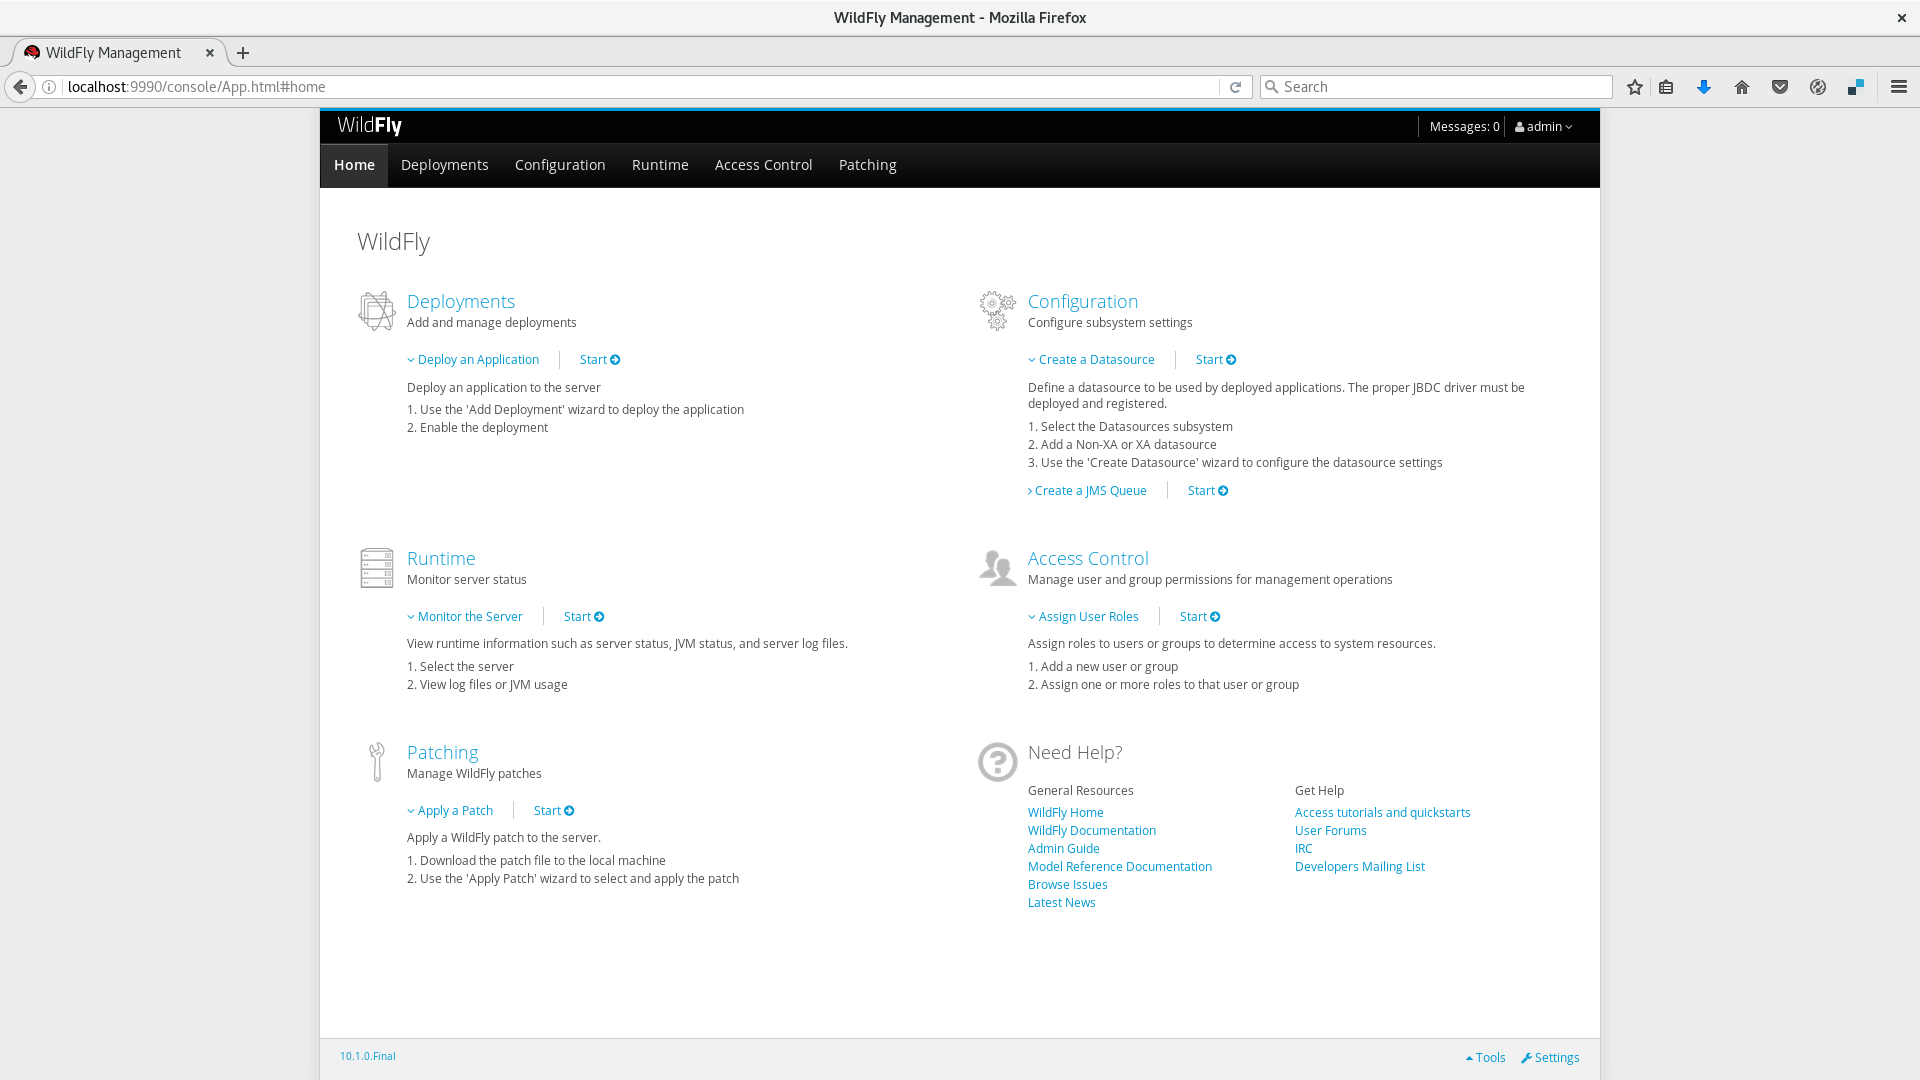 WildFly Management - Mozilla Firefox
WildFly Management
localhost:9990/console/App.html#home
Search
WildFly
Messages: 0
admin
Home
Deployments
Configuration
Runtime
Access Control
Patching
WildFly
Deployments
Add and manage deployments
Deploy an Application
Start
Deploy an application to the server
1. Use the 'Add Deployment' wizard to deploy the application
2. Enable the deployment
Configuration
Configure subsystem settings
Create a Datasource
Start
Define a datasource to be used by deployed applications. The proper JBDC driver must be
deployed and registered.
1. Select the Datasources subsystem
2. Add a Non-XA or XA datasource
3. Use the 'Create Datasource' wizard to configure the datasource settings
Create a JMS Queue
Start
Runtime
Monitor server status
Monitor the Server
Start
View runtime information such as server status, JVM status, and server log files.
1. Select the server
2. View log files or JVM usage
Access Control
Manage user and group permissions for management operations
Assign User Roles
Start
Assign roles to users or groups to determine access to system resources.
1. Add a new user or group
2. Assign one or more roles to that user or group
Patching
Manage WildFly patches
Apply a Patch
Start
Apply a WildFly patch to the server.
1. Download the patch file to the local machine
2. Use the 'Apply Patch' wizard to select and apply the patch
Need Help?
General Resources
WildFly Home
WildFly Documentation
Admin Guide
Model Reference Documentation
Browse Issues
Latest News
Get Help
Access tutorials and quickstarts
User Forums
IRC
Developers Mailing List
10.1.0.Final
Tools
Settings